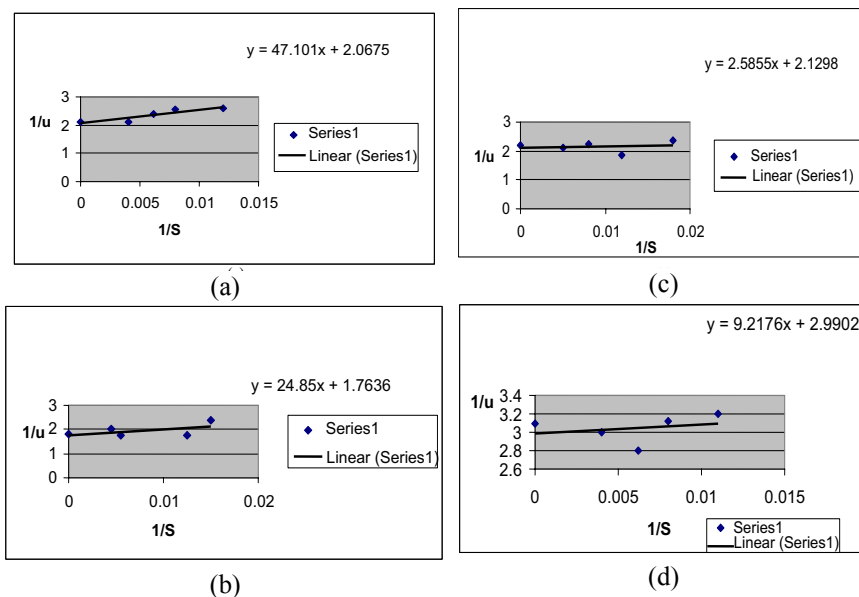 y = 47.101x + 2.0675
3
2
1
0
1/u
0
0.005
0.01
0.015
1/S
Series1
Linear (Series1)
(a)
y = 2.5855x + 2.1298
3
2
1
0
1/u
0
0.01
0.02
1/S
Series1
Linear (Series1)
(c)
y = 24.85x + 1.7636
3
2
1
0
1/u
0
0.01
0.02
1/S
Series1
Linear (Series1)
(b)
y = 9.2176x + 2.9902
3.4
3.2
3
2.8
2.6
1/u
0
0.005
0.01
0.015
1/S
Series1
Linear (Series1)
(d)